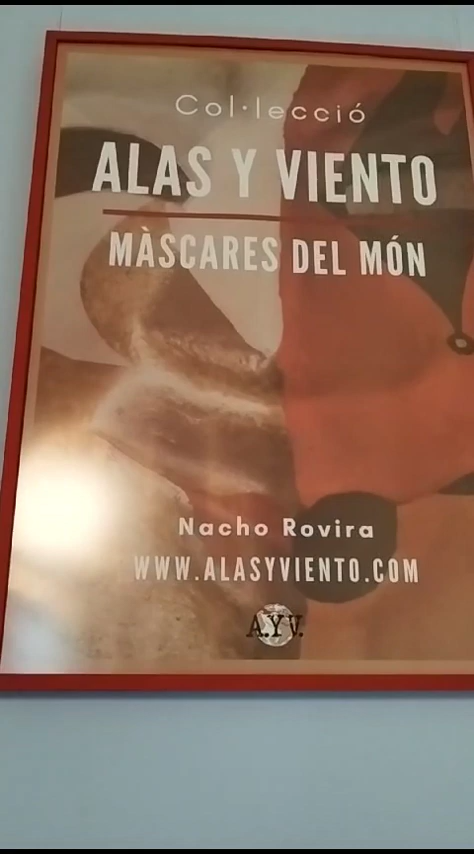 Col·lecció
ALAS Y VIENTO
MÀSCARES DEL MÓN
Nacho Rovira
WWW.ALASYVIENTO.COM
A.Y.V.